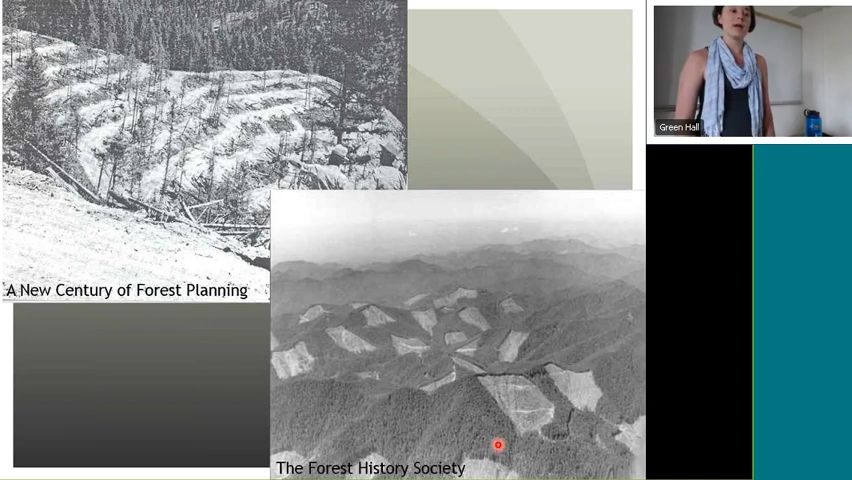 Green Hall
A New Century of Forest Planning
The Forest History Society